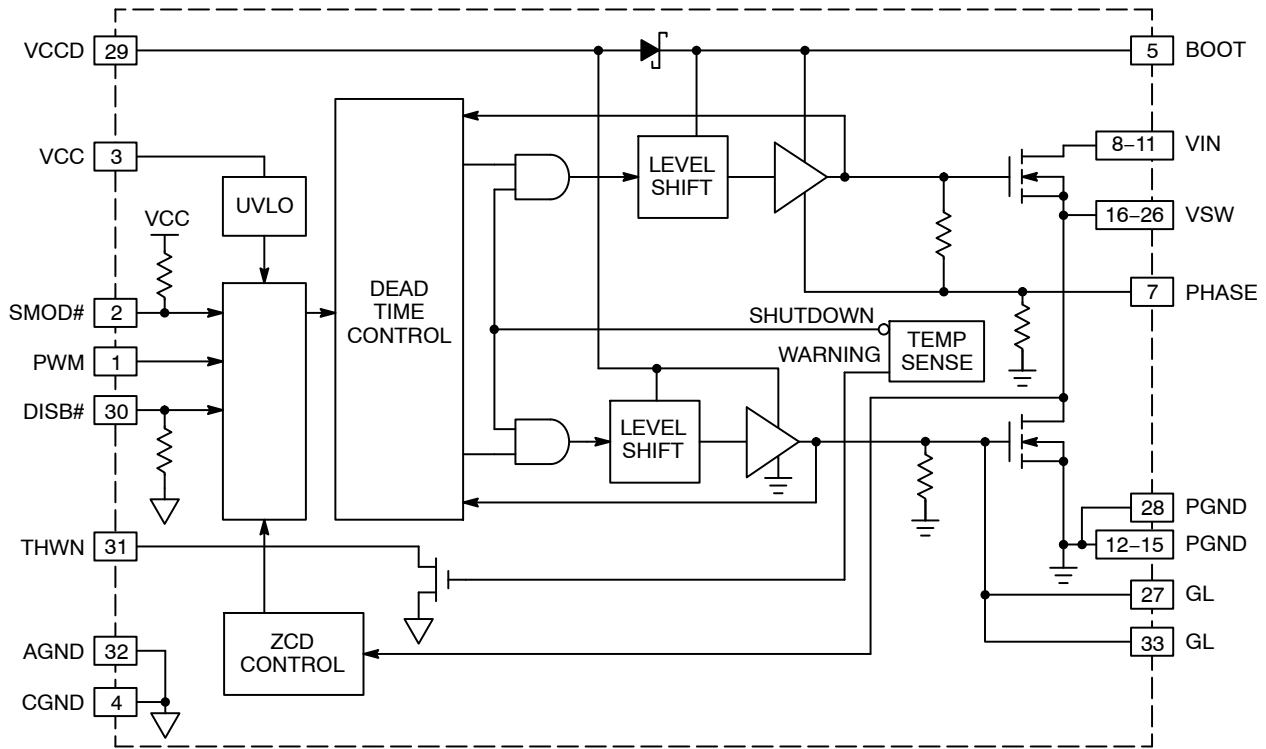 VCCD 29
5 BOOT
VCC 3
8–11 VIN
LEVEL
SHIFT
UVLO
VCC
16–26 VSW
SMOD# 2
DEAD
TIME
CONTROL
7 PHASE
SHUTDOWN
TEMP
SENSE
WARNING
PWM 1
DISB# 30
LEVEL
SHIFT
28 PGND
THWN 31
12–15 PGND
27 GL
33 GL
ZCD
CONTROL
AGND 32
CGND 4